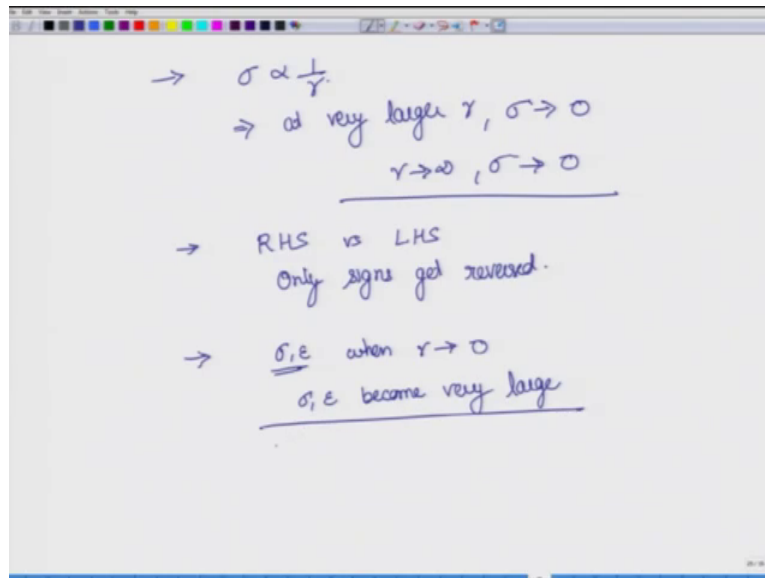 → σ ∝ 1/r.
⇒ at very larger r, σ → 0
r→∞, σ → 0
→ RHS vs LHS
Only signs get reversed.
→ σ,ε when r→ 0
σ, ε become very large